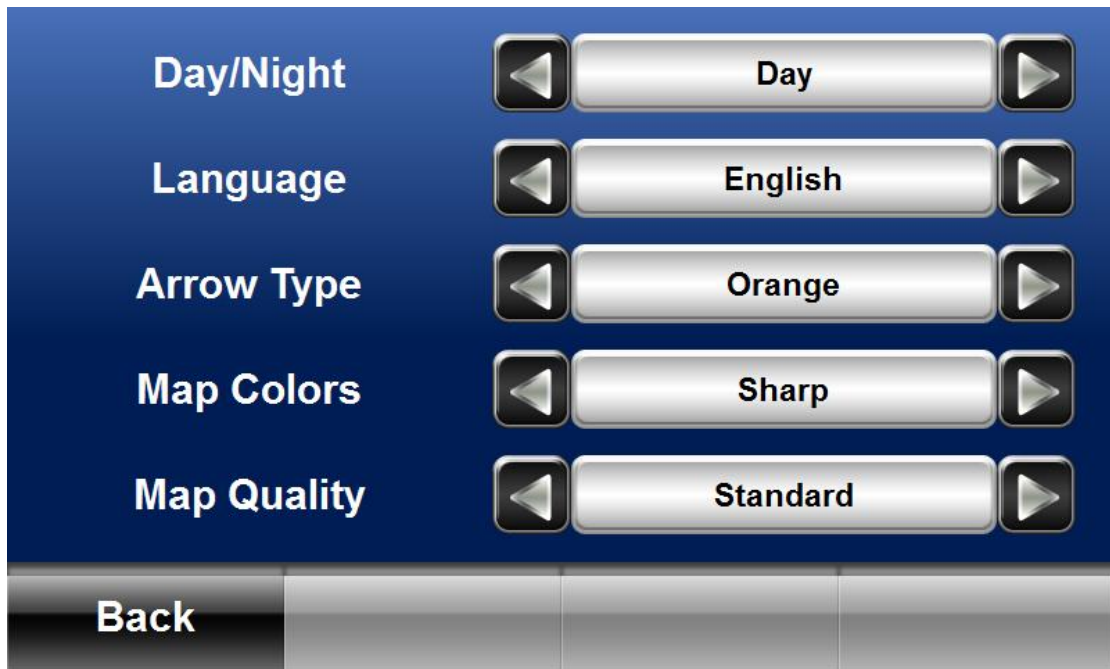 Day/Night Day
Language English
Arrow Type Orange
Map Colors Sharp
Map Quality Standard
Back